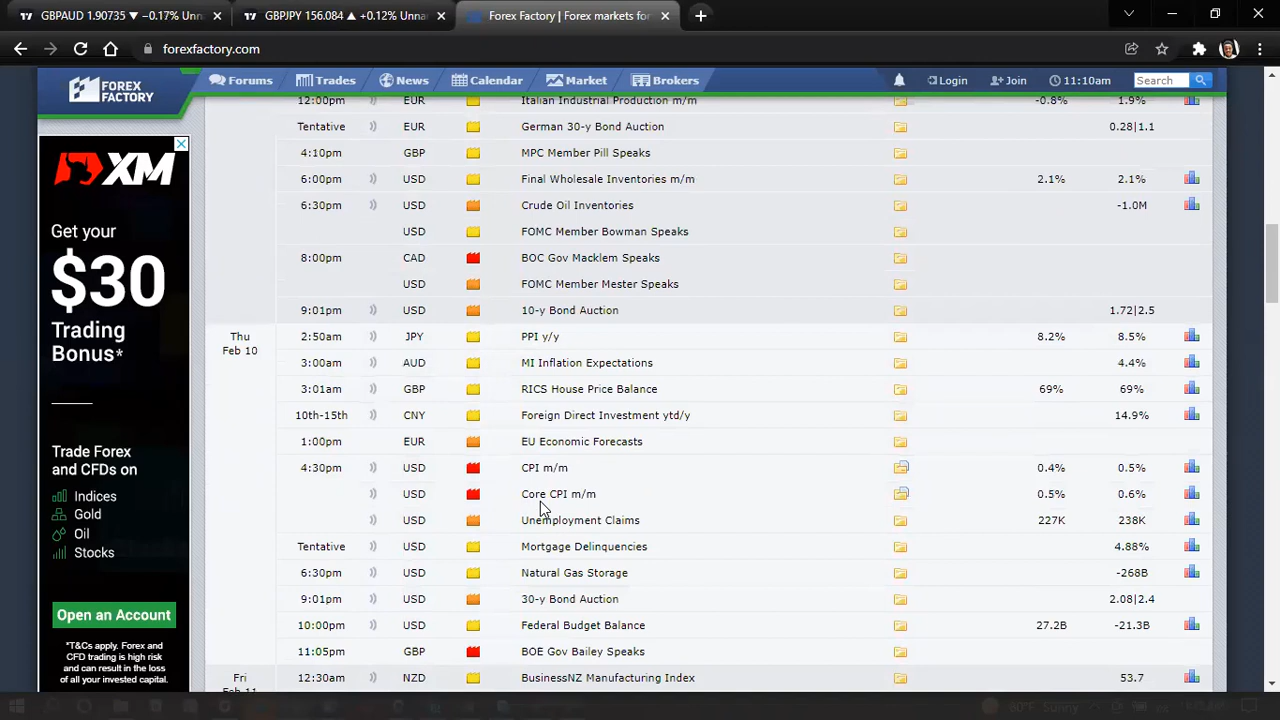 GBPAUD 1.90735 ▼ −0.17% Unna
GBPJPY 156.084 ▲ +0.12% Unna
Forex Factory | Forex markets for
forexfactory.com
FOREX FACTORY
Forums Trades News Calendar Market Brokers Login Join 11:10am Search
XM
Get your
$30
Trading
Bonus*
Trade Forex
and CFDs on
Indices
Gold
Oil
Stocks
Open an Account
*T&Cs apply. Forex and
CFD trading is high risk
and can result in the loss
of all your invested capital.
12:00pm EUR Italian Industrial Production m/m -0.8% 1.9%
Tentative EUR German 30-y Bond Auction 0.28|1.1
4:10pm GBP MPC Member Pill Speaks
6:00pm USD Final Wholesale Inventories m/m 2.1% 2.1%
6:30pm USD Crude Oil Inventories -1.0M
USD FOMC Member Bowman Speaks
8:00pm CAD BOC Gov Macklem Speaks
USD FOMC Member Mester Speaks
9:01pm USD 10-y Bond Auction 1.72|2.5
Thu
Feb 10
2:50am JPY PPI y/y 8.2% 8.5%
3:00am AUD MI Inflation Expectations 4.4%
3:01am GBP RICS House Price Balance 69% 69%
10th-15th CNY Foreign Direct Investment ytd/y 14.9%
1:00pm EUR EU Economic Forecasts
4:30pm USD CPI m/m 0.4% 0.5%
USD Core CPI m/m 0.5% 0.6%
USD Unemployment Claims 227K 238K
Tentative USD Mortgage Delinquencies 4.88%
6:30pm USD Natural Gas Storage -268B
9:01pm USD 30-y Bond Auction 2.08|2.4
10:00pm USD Federal Budget Balance 27.2B -21.3B
11:05pm GBP BOE Gov Bailey Speaks
Fri
Feb 11
12:30am NZD BusinessNZ Manufacturing Index 53.7
60°F Sunny